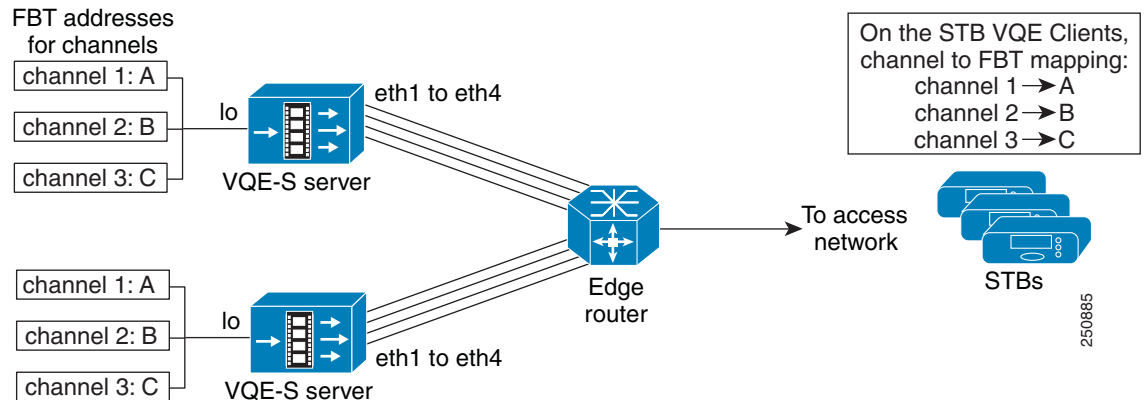 FBT addresses
for channels
channel 1: A
channel 2: B
channel 3: C
lo
eth1 to eth4
VQE-S server
channel 1: A
channel 2: B
channel 3: C
lo
eth1 to eth4
VQE-S server
Edge
router
To access
network
On the STB VQE Clients,
channel to FBT mapping:
channel 1 → A
channel 2 → B
channel 3 → C
STBs
250885